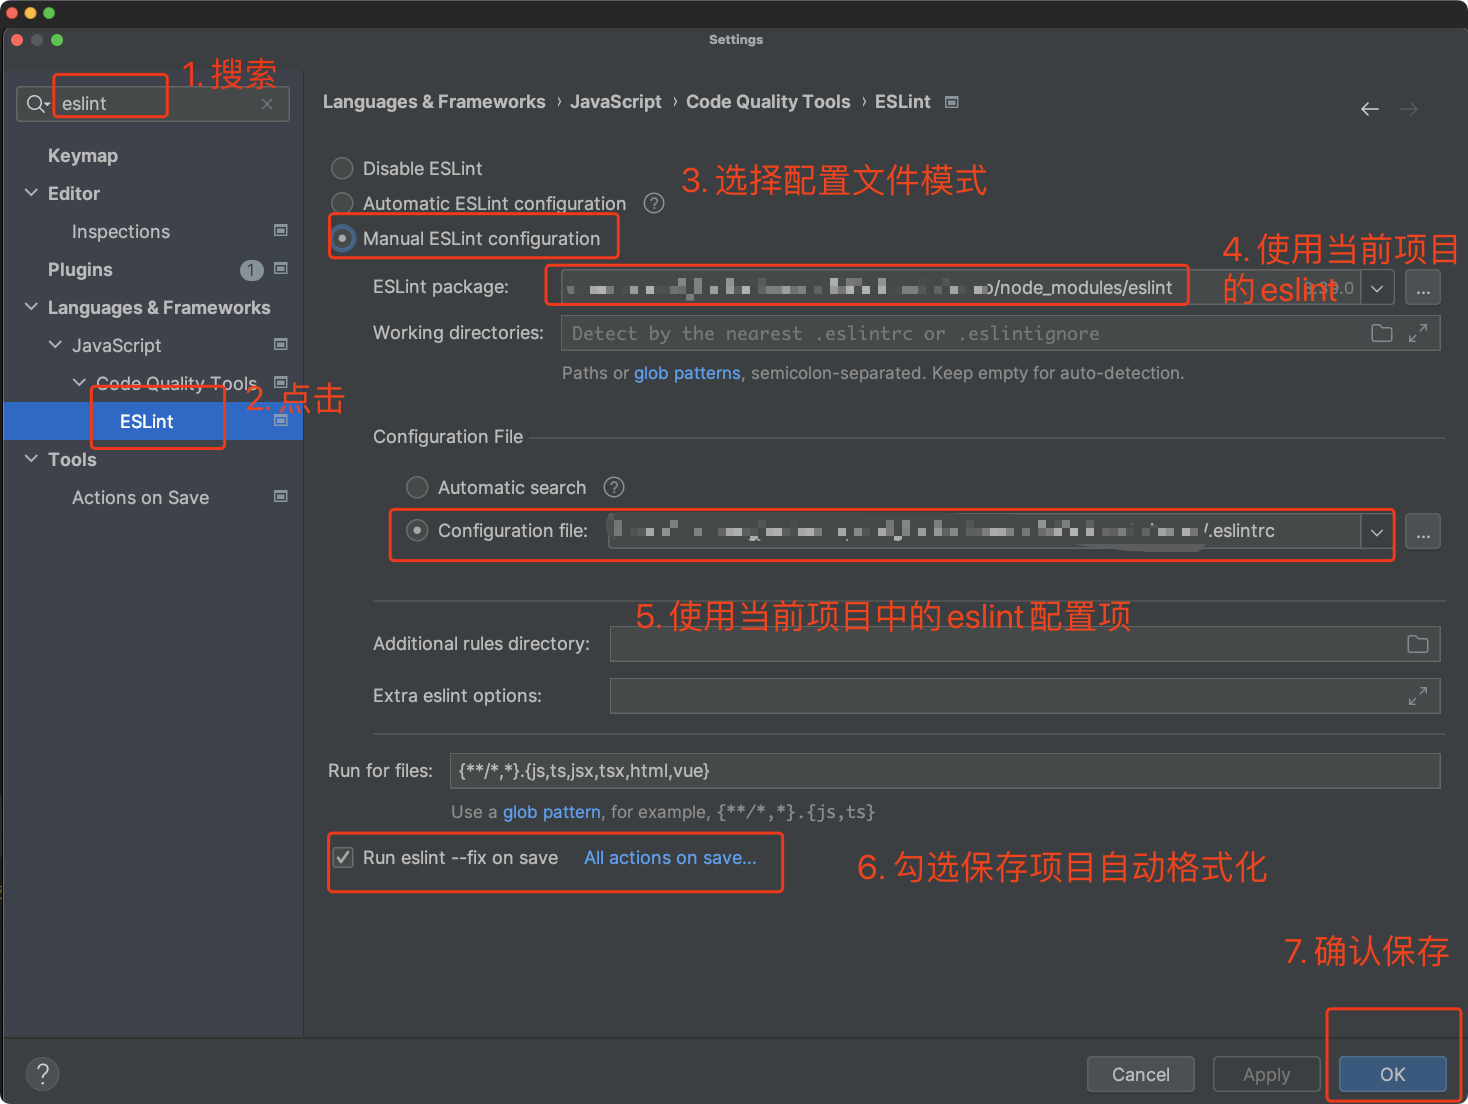 Settings
1. 搜索
eslint
Keymap
Editor
Inspections
Plugins
1
Languages & Frameworks
JavaScript
Code Quality Tools
2. 点击
ESLint
Tools
Actions on Save
Languages & Frameworks › JavaScript › Code Quality Tools › ESLint
Disable ESLint
3. 选择配置文件模式
Automatic ESLint configuration ?
Manual ESLint configuration
4. 使用当前项目
的eslint
ESLint package: /node_modules/eslint ...
Working directories: Detect by the nearest .eslintrc or .eslintignore
Paths or glob patterns, semicolon-separated. Keep empty for auto-detection.
Configuration File
Automatic search ?
Configuration file: /.eslintrc ...
5. 使用当前项目中的eslint配置项
Additional rules directory:
Extra eslint options:
Run for files: {**/*,*}.{js,ts,jsx,tsx,html,vue}
Use a glob pattern, for example, {**/*,*}.{js,ts}
Run eslint --fix on save All actions on save...
6. 勾选保存项目自动格式化
7. 确认保存
? Cancel Apply OK